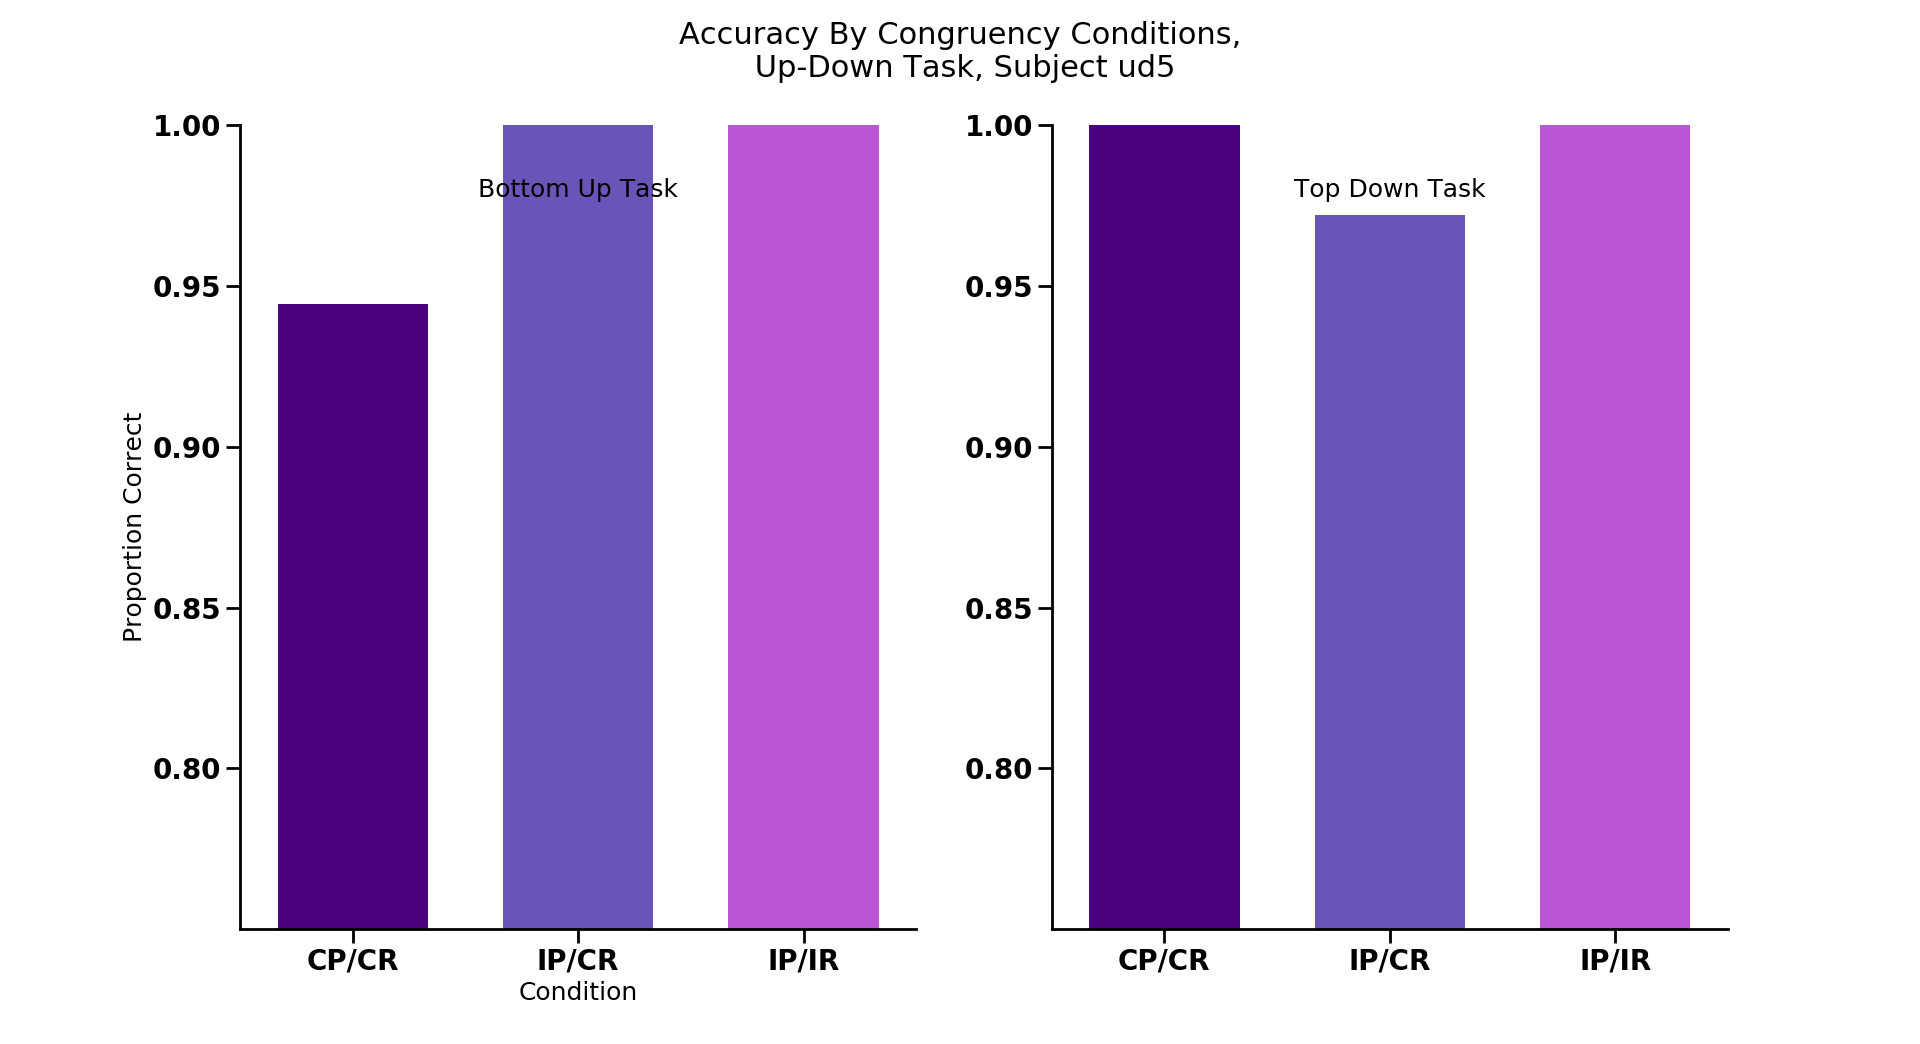 Accuracy By Congruency Conditions,
Up-Down Task, Subject ud5
Proportion Correct
1.00
0.95
0.90
0.85
0.80
Bottom Up Task
CP/CR
IP/CR
IP/IR
Condition
1.00
0.95
0.90
0.85
0.80
Top Down Task
CP/CR
IP/CR
IP/IR